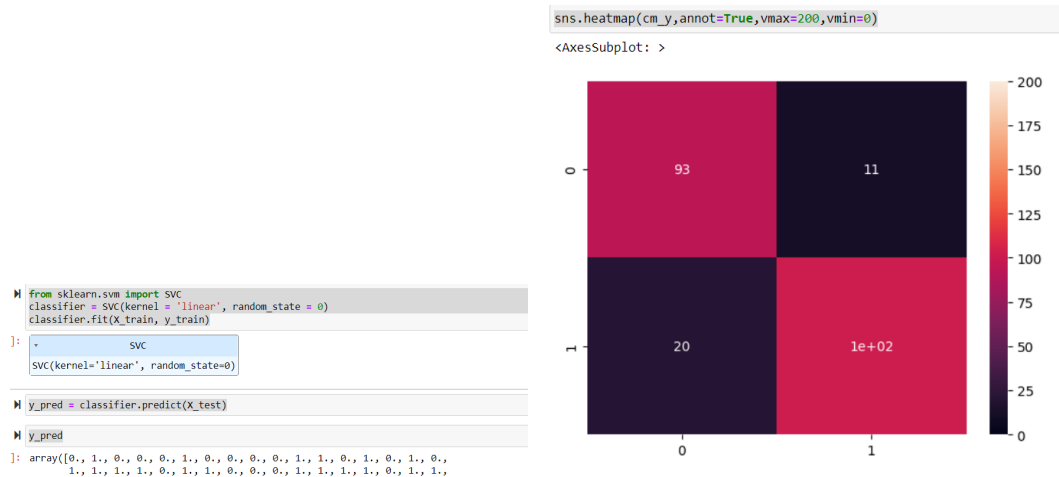 from sklearn.svm import SVC
classifier = SVC(kernel = 'linear', random_state = 0)
classifier.fit(X_train, y_train)
]:
SVC
SVC(kernel='linear', random_state=0)
y_pred = classifier.predict(X_test)
y_pred
]: array([0., 1., 0., 0., 0., 1., 0., 0., 0., 0., 1., 1., 0., 1., 0., 1., 0.,
1., 1., 1., 1., 0., 1., 1., 0., 0., 0., 1., 1., 1., 1., 0., 1., 1.,
sns.heatmap(cm_y,annot=True,vmax=200,vmin=0)
<AxesSubplot: >
200
175
150
125
100
75
50
25
0
0
93 11
1
20 1e+02
0 1